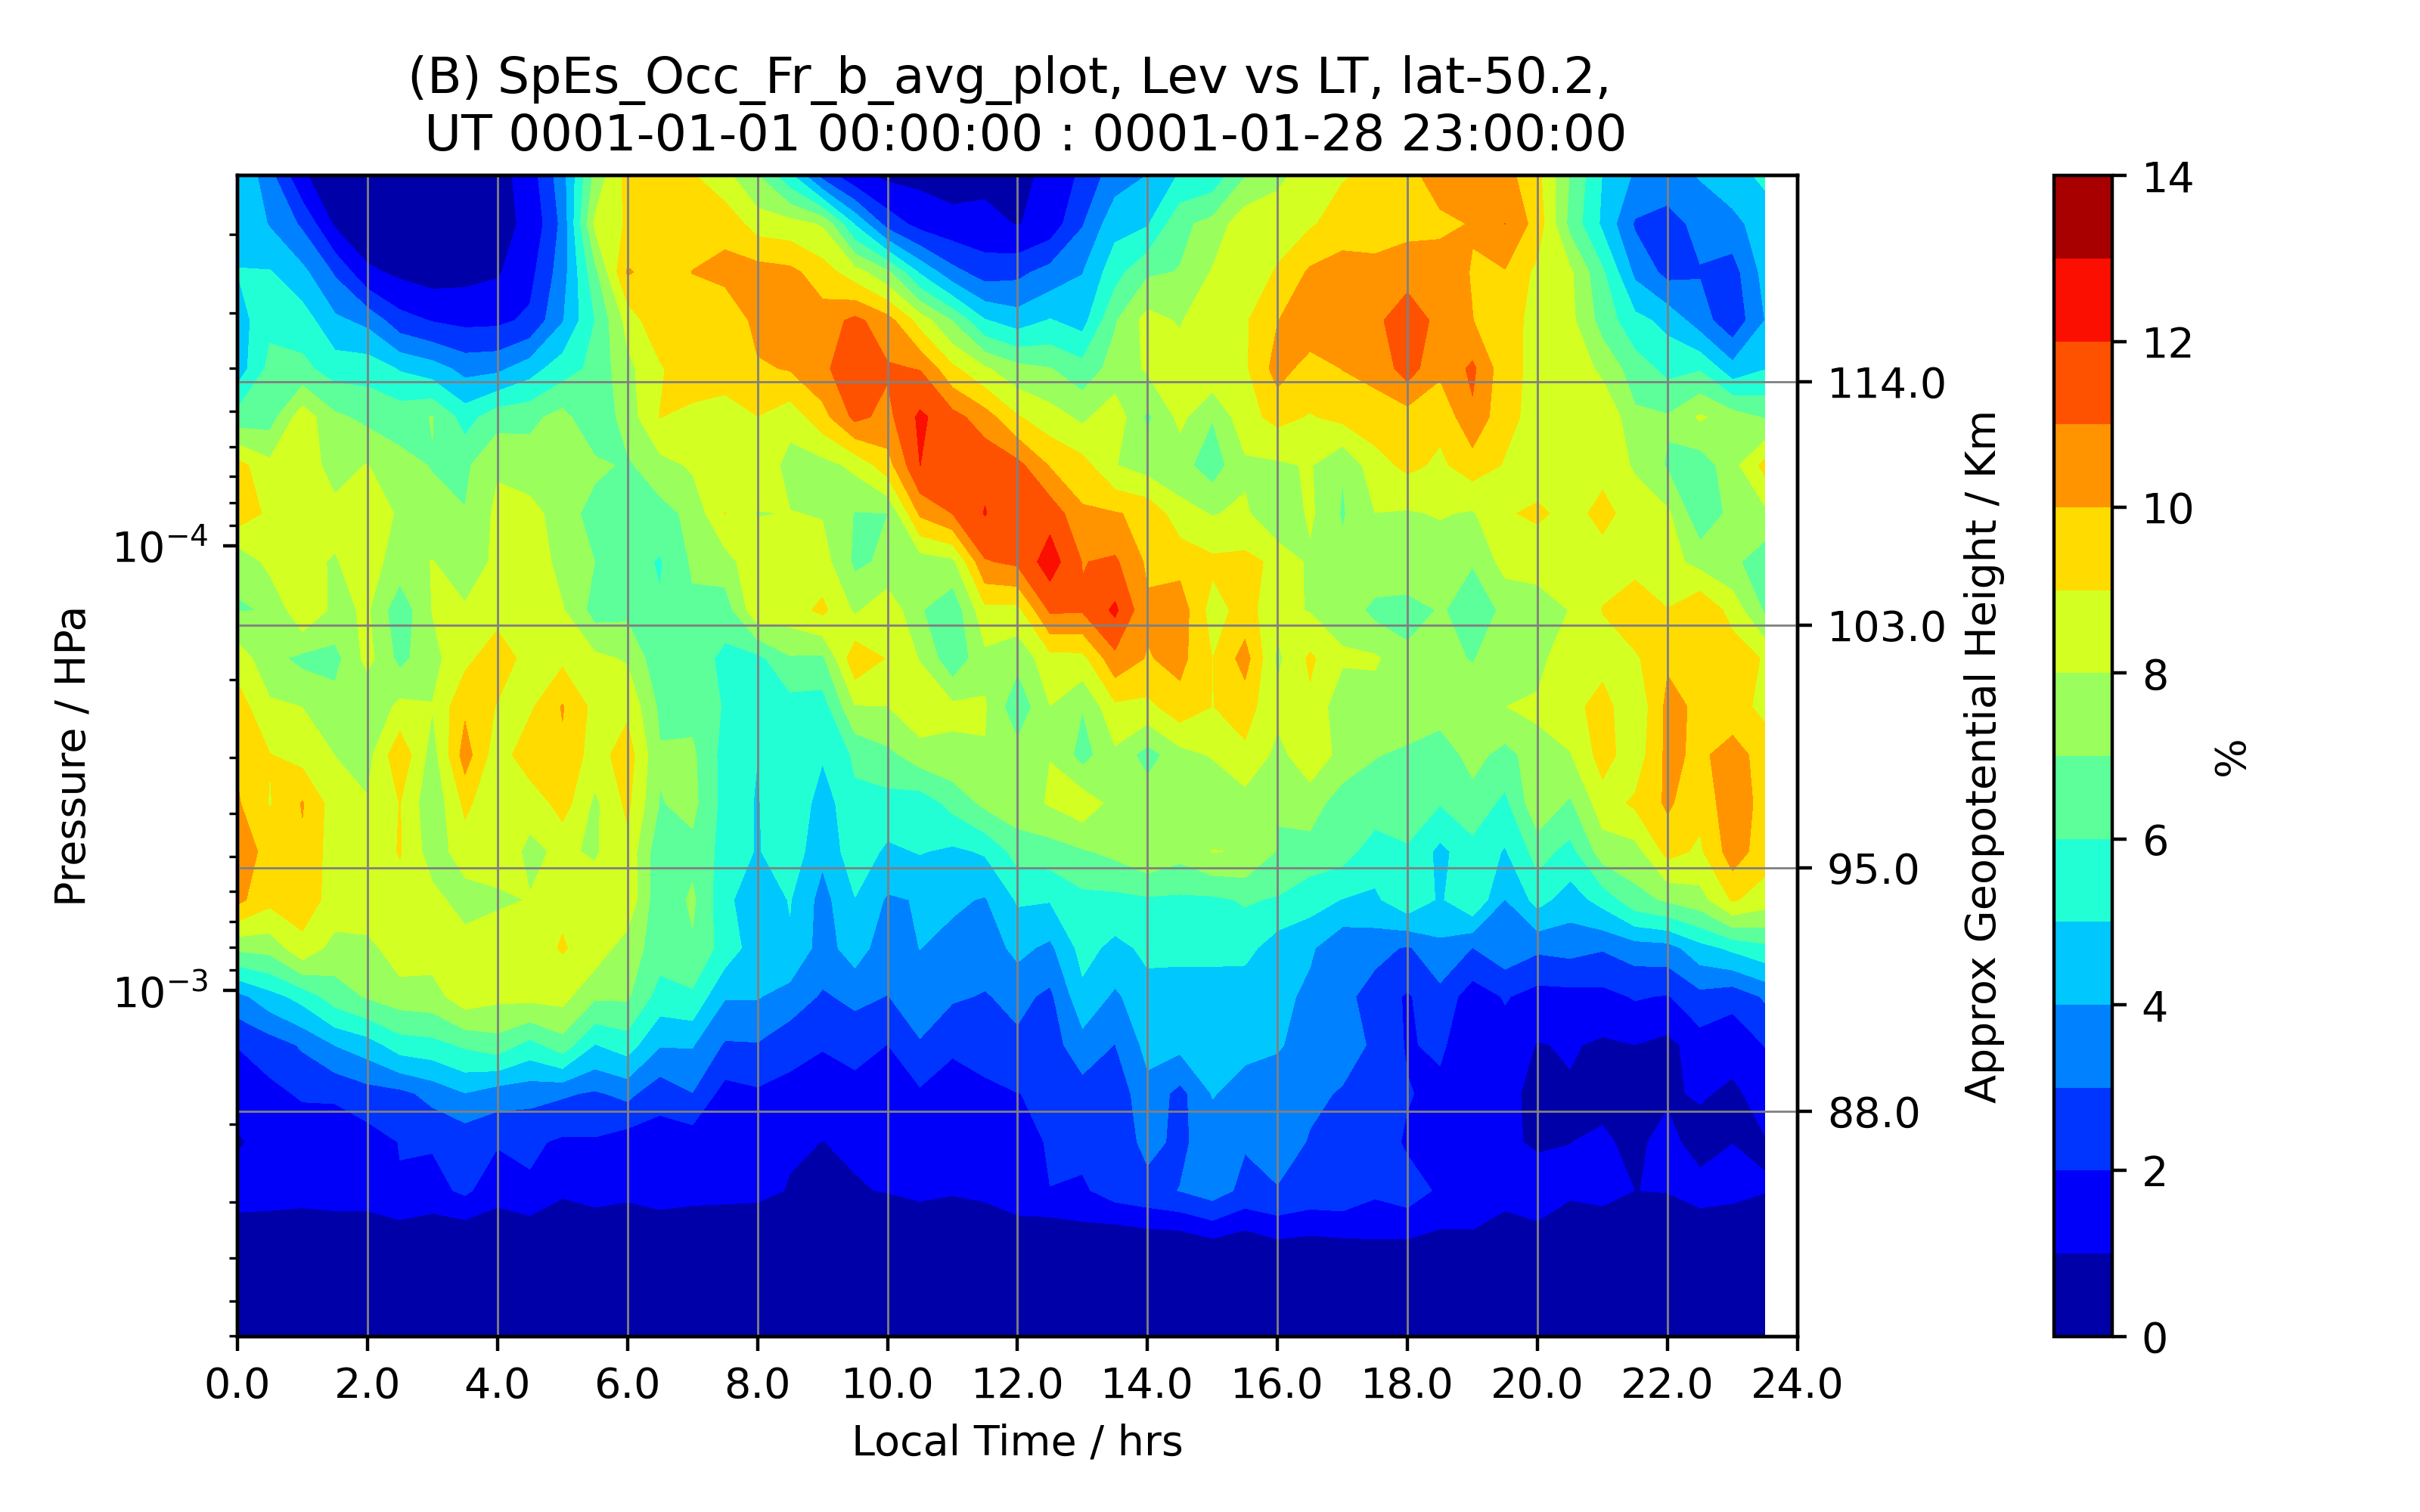 (B) SpEs_Occ_Fr_b_avg_plot, Lev vs LT, lat-50.2,
UT 0001-01-01 00:00:00 : 0001-01-28 23:00:00
Pressure / HPa
10⁻⁴
10⁻³
0.0 2.0 4.0 6.0 8.0 10.0 12.0 14.0 16.0 18.0 20.0 22.0 24.0
Local Time / hrs
114.0
103.0
95.0
88.0
Approx Geopotential Height / Km
14
12
10
8
6
4
2
0
%